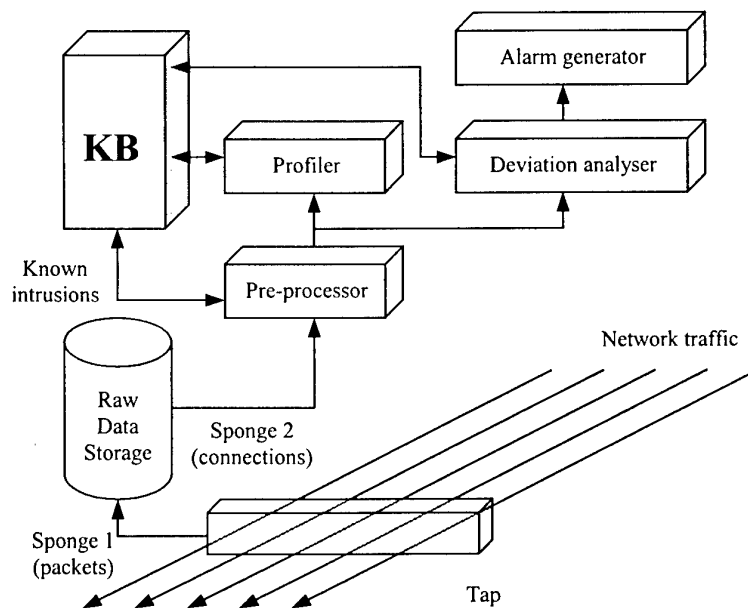 Alarm generator
KB
Profiler
Deviation analyser
Known
intrusions
Pre-processor
Network traffic
Raw
Data
Storage
Sponge 2
(connections)
Sponge 1
(packets)
Tap